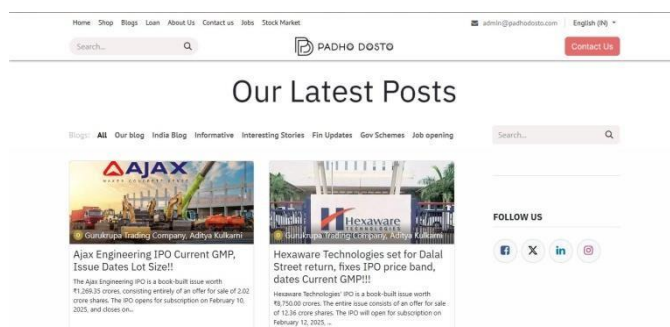 Home Shop Blogs Loan About Us Contact us Jobs Stock Market
admin@padhodosto.com English (IN)
Search...
PADHO DOSTO
Contact Us
Our Latest Posts
Blogs: All Our blog India Blog Informative Interesting Stories Fin Updates Gov Schemes Job opening
Search...
AJAX
Gurukrupa Trading Company, Aditya Kulkarni
Ajax Engineering IPO Current GMP,
Issue Dates Lot Size!!
The Ajax Engineering IPO is a book-built issue worth
₹1,269.35 crores, consisting entirely of an offer for sale of 2.02
crore shares. The IPO opens for subscription on February 10,
2025, and closes on...
Hexaware
TECHNOLOGIES
Gurukrupa Trading Company, Aditya Kulkarni
Hexaware Technologies set for Dalal
Street return, fixes IPO price band,
dates Current GMP!!!
Hexaware Technologies' IPO is a book-built issue worth
₹8,750.00 crores. The entire issue consists of an offer for sale
of 12.36 crore shares. The IPO will open for subscription on
February 12, 2025, ...
FOLLOW US